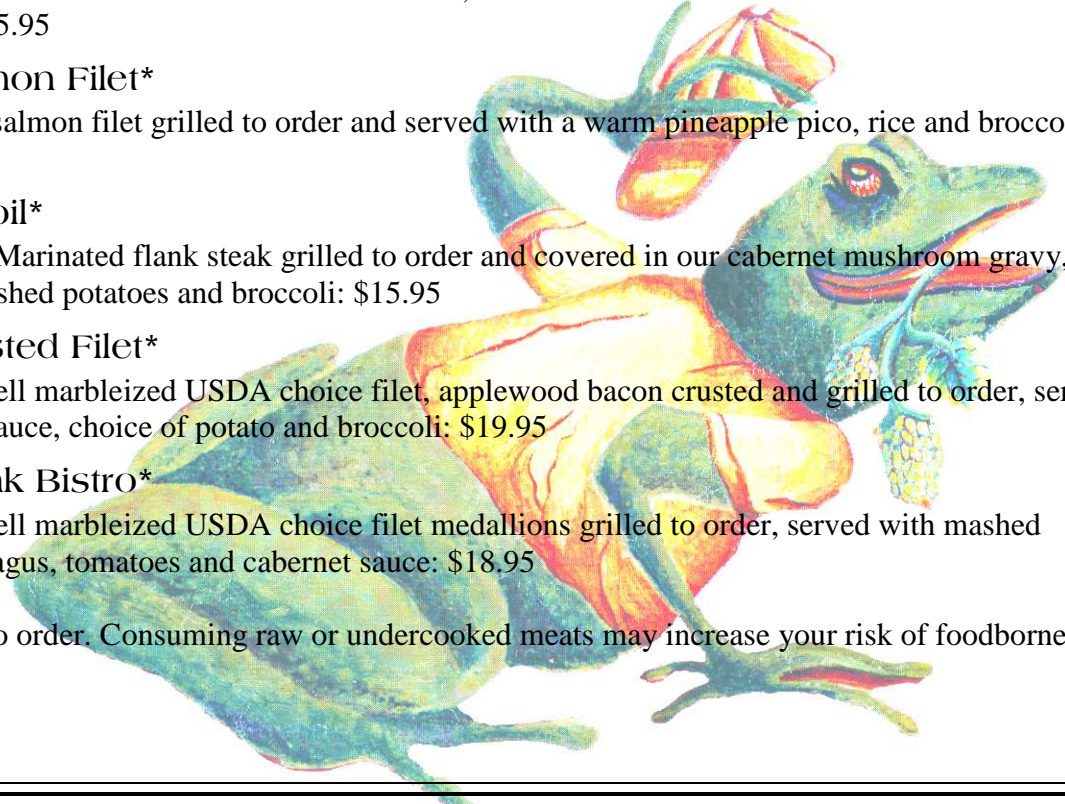 5.95
non Filet*
salmon filet grilled to order and served with a warm pineapple pico, rice and brocco
oil*
Marinated flank steak grilled to order and covered in our cabernet mushroom gravy,
shed potatoes and broccoli: $15.95
sted Filet*
ell marbleized USDA choice filet, applewood bacon crusted and grilled to order, ser
auce, choice of potato and broccoli: $19.95
nk Bistro*
ell marbleized USDA choice filet medallions grilled to order, served with mashed
agus, tomatoes and cabernet sauce: $18.95
o order. Consuming raw or undercooked meats may increase your risk of foodborne